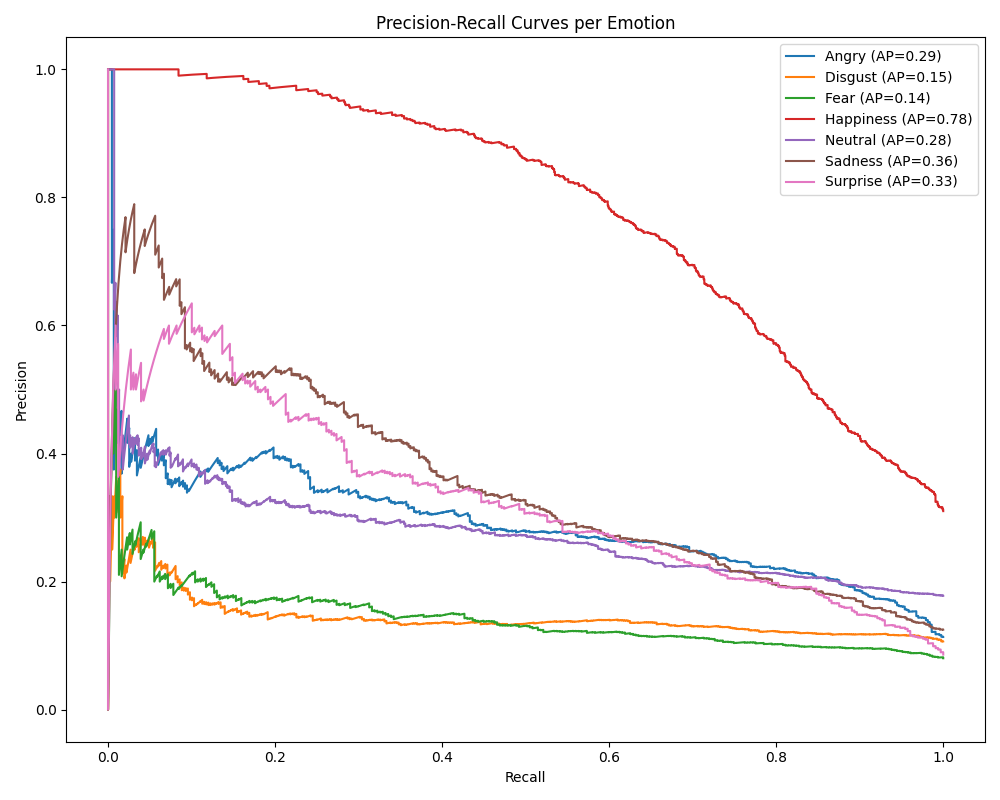 Precision-Recall Curves per Emotion
Angry (AP=0.29)
Disgust (AP=0.15)
Fear (AP=0.14)
Happiness (AP=0.78)
Neutral (AP=0.28)
Sadness (AP=0.36)
Surprise (AP=0.33)
Precision
1.0
0.8
0.6
0.4
0.2
0.0
0.0 0.2 0.4 0.6 0.8 1.0
Recall